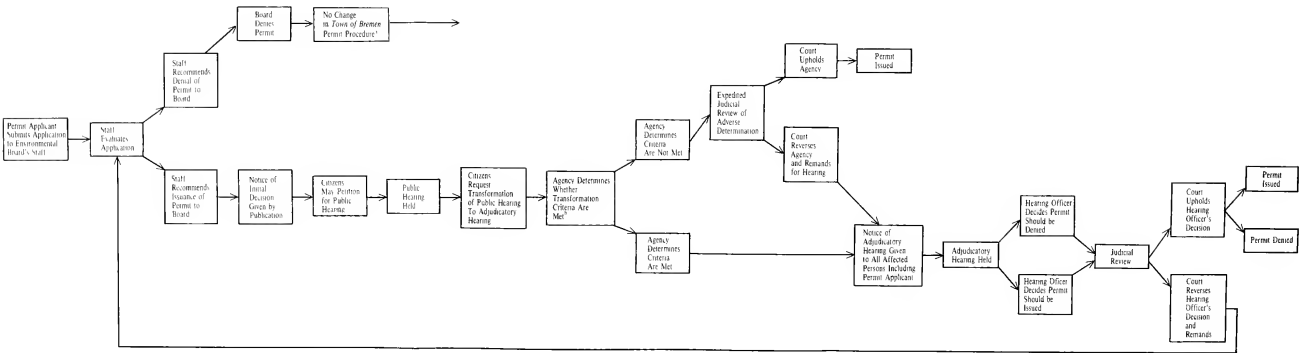 Permit Applicant
Submits Application
to Environmental
Board's Staff
Staff
Evaluates
Application
Staff
Recommends
Denial of
Permit to
Board
Board
Denies
Permit
No Change
in Town of Bremen
Permit Procedure
Staff
Recommends
Issuance of
Permit to
Board
Notice of
Initial
Decision
Given by
Publication
Citizens
May Petition
for Public
Hearing
Public
Hearing
Held
Citizens
Request
Transformation
of Public Hearing
To Adjudicatory
Hearing
Agency Determines
Whether
Transformation
Criteria Are
Met
Agency
Determines
Criteria
Are Not Met
Expedited
Judicial
Review of
Adverse
Determination
Court
Upholds
Agency
Permit
Issued
Court
Reverses
Agency
and Remands
for Hearing
Agency
Determines
Criteria
Are Met
Notice of
Adjudicatory
Hearing Given
to All Affected
Persons Including
Permit Applicant
Adjudicatory
Hearing Held
Hearing Officer
Decides Permit
Should be
Denied
Hearing Oficer
Decides Permit
Should be
Issued
Judicial
Review
Court
Upholds
Hearing
Officer's
Decision
Permit
Issued
Permit Denied
Court
Reverses
Hearing
Officer's
Decision
and
Remands